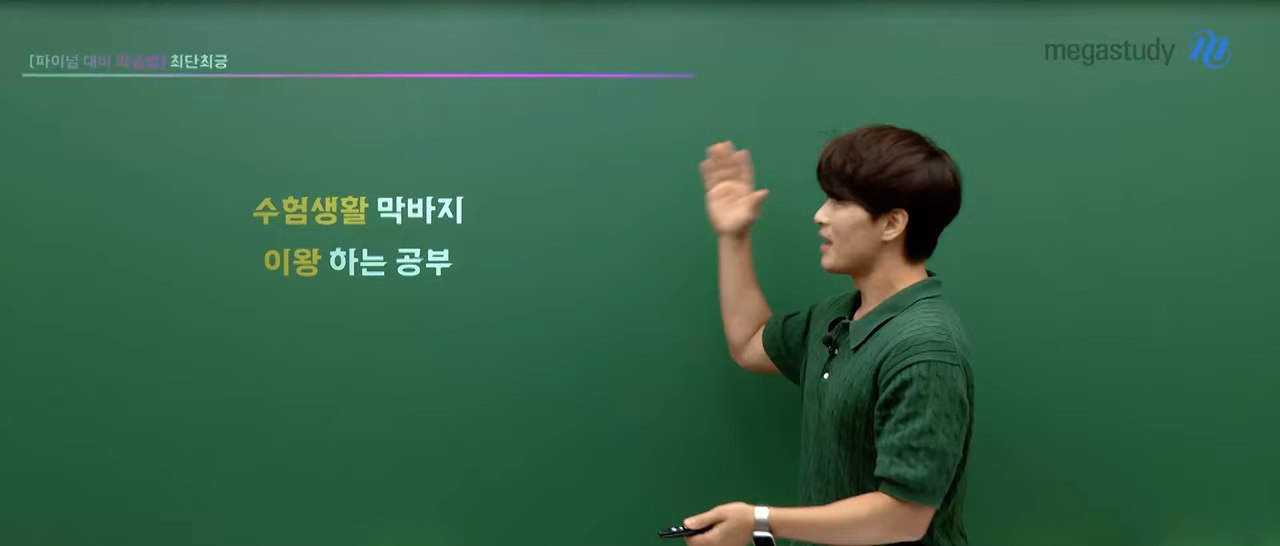 [파이널 대비 학습법] 최단최긍
megastudy
수험생활 막바지
이왕 하는 공부